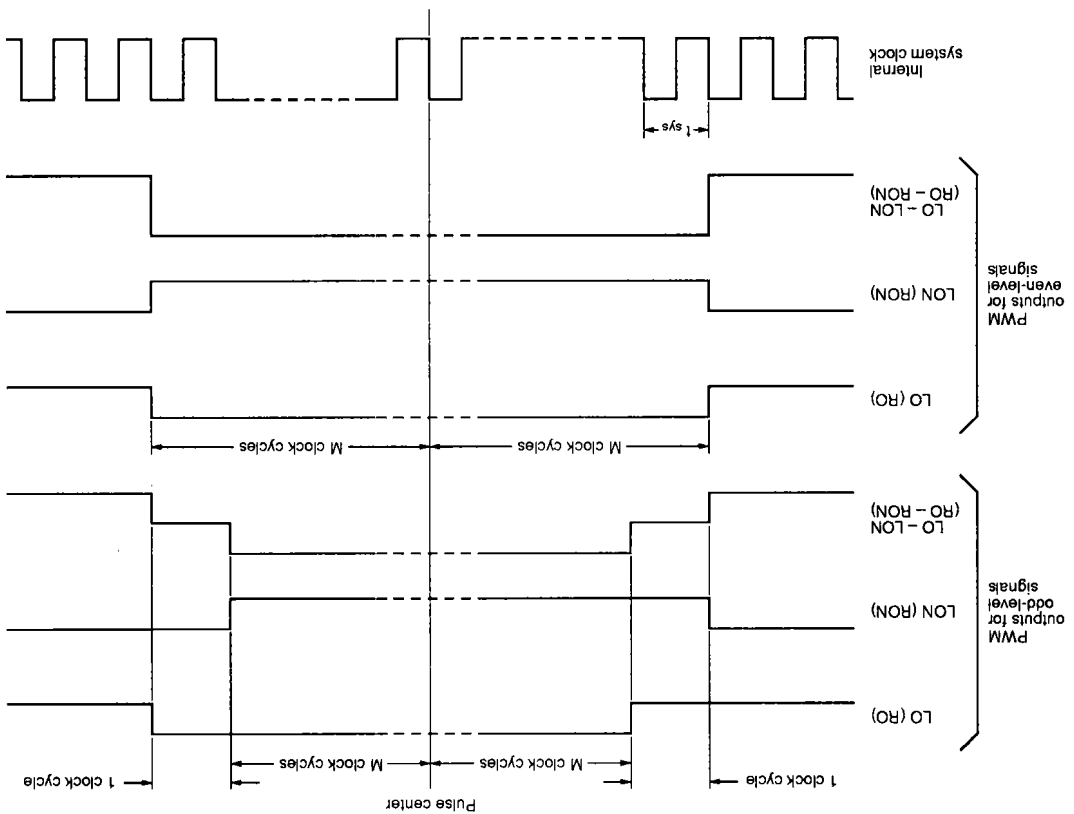 Pulse center
1 clock cycle
M clock cycles
M clock cycles
1 clock cycle
PWM
outputs for
odd-level
signals
LO (RO)
LON (RON)
LO – LON
(RO – RON)
M clock cycles
M clock cycles
PWM
outputs for
even-level
signals
LO (RO)
LON (RON)
LO – LON
(RO – RON)
t sys
Internal
system clock